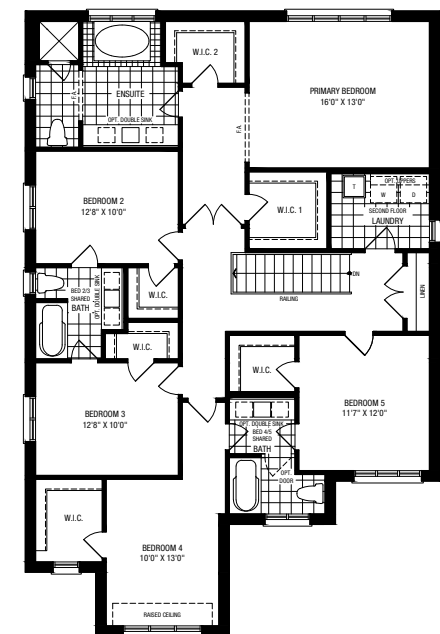 W.I.C. 2
PRIMARY BEDROOM
16'0" X 13'0"
F.A.
ENSUITE
OPT. DOUBLE SINK
F.A.
BEDROOM 2
12'8" X 10'0"
W.I.C. 1
OPT. UPPERS
T
W
D
SECOND FLOOR
LAUNDRY
BED 2/3
SHARED
BATH
OPT. DOUBLE SINK
W.I.C.
DN
RAILING
LINEN
W.I.C.
W.I.C.
BEDROOM 3
12'8" X 10'0"
BEDROOM 5
11'7" X 12'0"
OPT. DOUBLE SINK
BED 4/5
SHARED
BATH
OPT.
DOOR
W.I.C.
BEDROOM 4
10'0" X 13'0"
RAISED CEILING